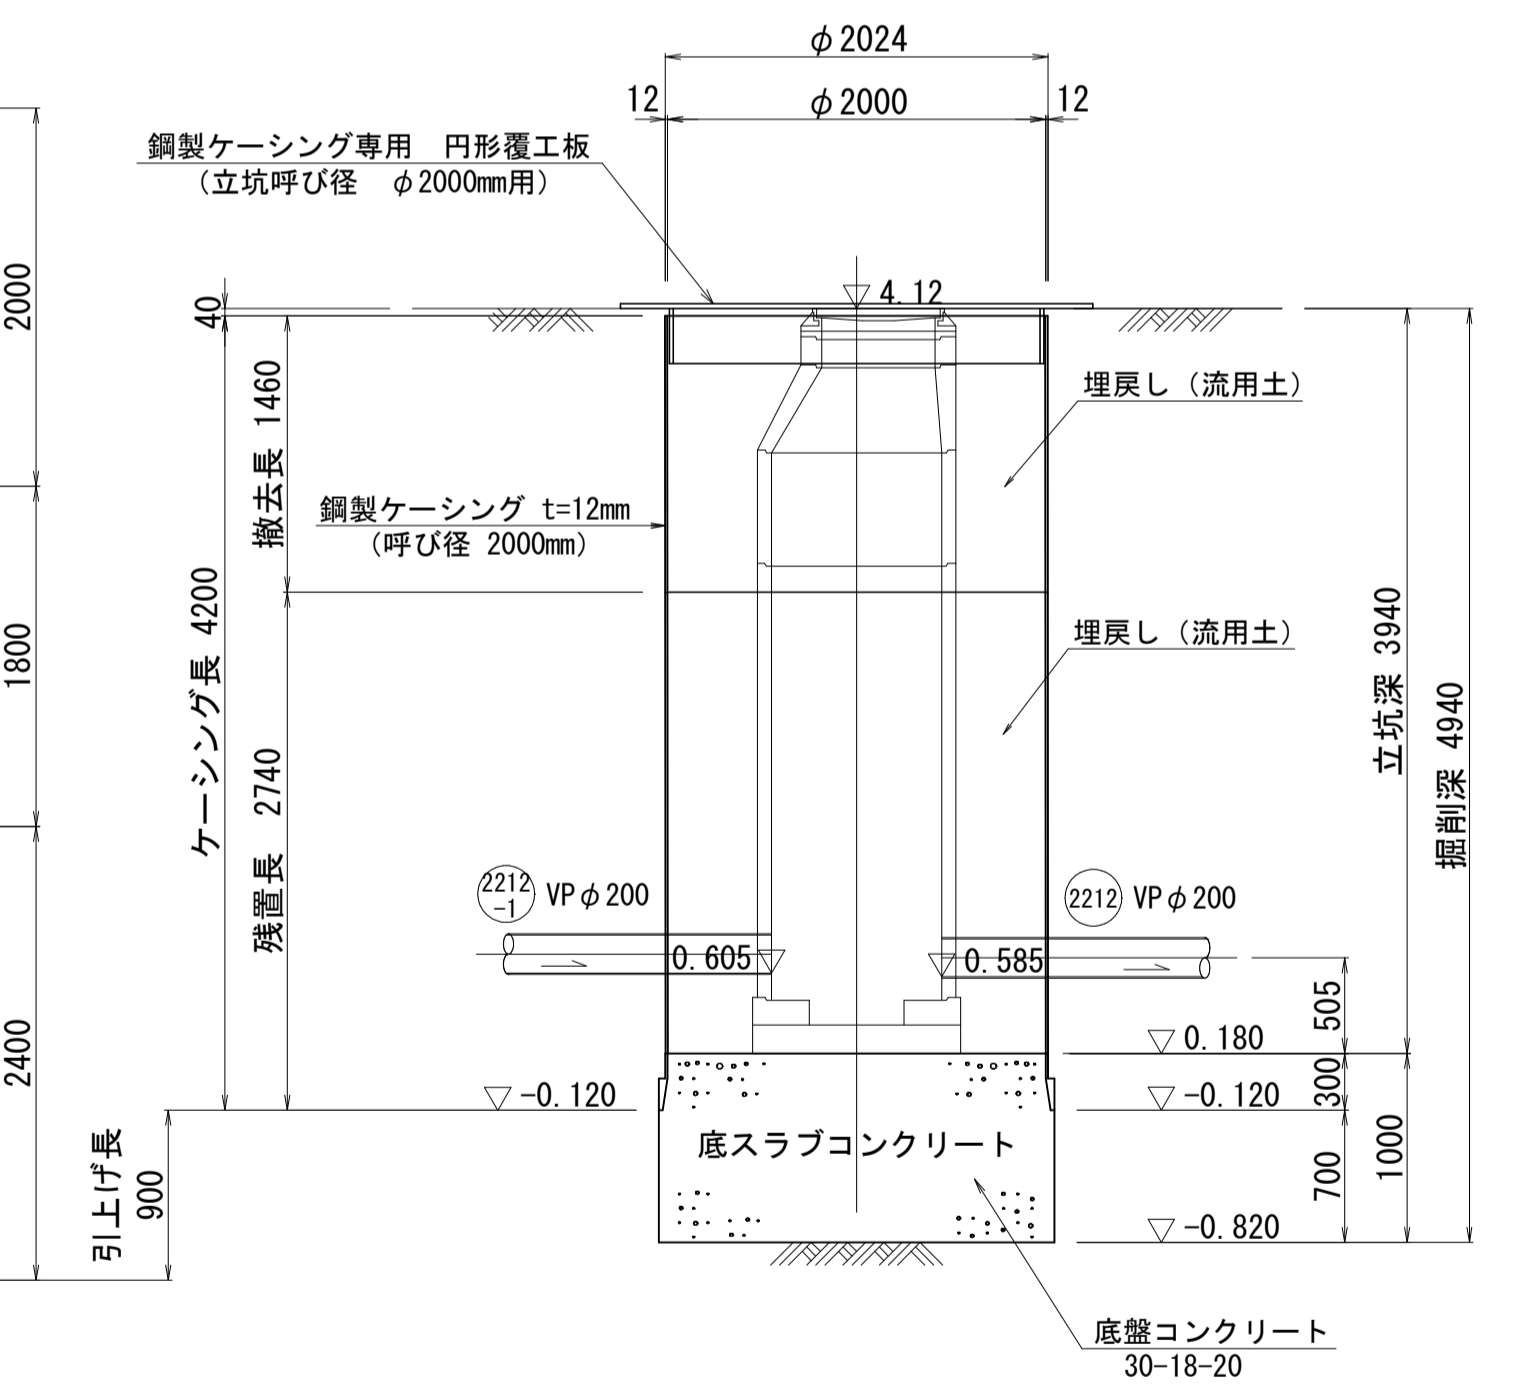 φ2024
12
φ2000
12
鋼製ケーシング専用 円形覆工板
(立坑呼び径 φ2000mm用)
2000
40
4.12
撤去長 1460
埋戻し(流用土)
鋼製ケーシング t=12mm
(呼び径 2000mm)
ケーシング長 4200
1800
埋戻し(流用土)
立坑深 3940
掘削深 4940
残置長 2740
2212
-1
VPφ200
2212
VPφ200
0.605
0.585
505
2400
0.180
-0.120
-0.120
300
引上げ長
900
底スラブコンクリート
700
1000
-0.820
底盤コンクリート
30-18-20